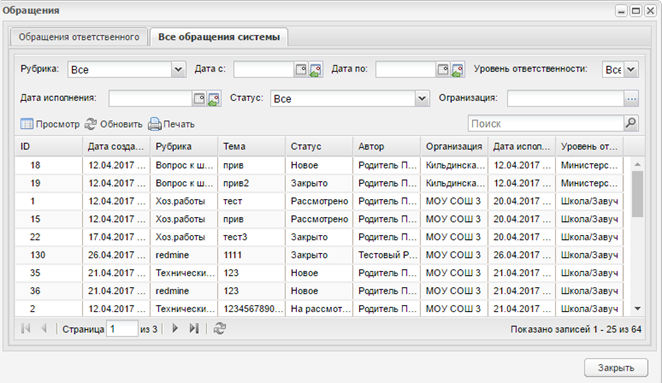 Обращения
Обращения ответственного Все обращения системы
Рубрика: Все Дата с: Дата по: Уровень ответственности: Все
Дата исполнения: Статус: Все Организация:
Просмотр Обновить Печать Поиск
ID Дата созда... Рубрика Тема Статус Автор Организация Дата испол... Уровень от...
18 12.04.2017 ... Вопрос к ш... прив Новое Родитель П... Кильдинска... 12.04.2017 ... Министерс...
19 12.04.2017 ... Вопрос к ш... прив2 Закрыто Родитель П... Кильдинска... 12.04.2017 ... Министерс...
1 12.04.2017 ... Хоз.работы тест Рассмотрено Родитель П... МОУ СОШ 3 20.04.2017 ... Школа/Завуч
15 12.04.2017 ... Хоз.работы прив Рассмотрено Родитель П... МОУ СОШ 3 20.04.2017 ... Школа/Завуч
22 17.04.2017 ... Хоз.работы тест3 Закрыто Родитель П... МОУ СОШ 3 20.04.2017 ... Школа/Завуч
130 26.04.2017 ... redmine 1111 Закрыто Тестовый Р... МОУ СОШ 3 26.04.2017 ... Школа/Завуч
35 21.04.2017 ... Технически... 123 Новое Родитель П... МОУ СОШ 3 21.04.2017 ... Школа/Завуч
36 21.04.2017 ... redmine 123 Новое Родитель П... МОУ СОШ 3 21.04.2017 ... Школа/Завуч
2 12.04.2017 ... Технически... 1234567890... На рассмот... Родитель П... МОУ СОШ 3 21.04.2017 ... Школа/Завуч
Страница 1 из 3 Показано записей 1 - 25 из 64
Закрыть